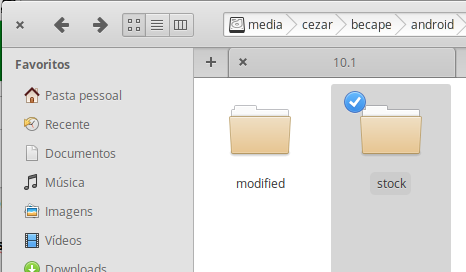 media cezar becape android
Favoritos
10.1
Pasta pessoal
Recente
Documentos
Música
Imagens
Vídeos
Downloads
modified
stock